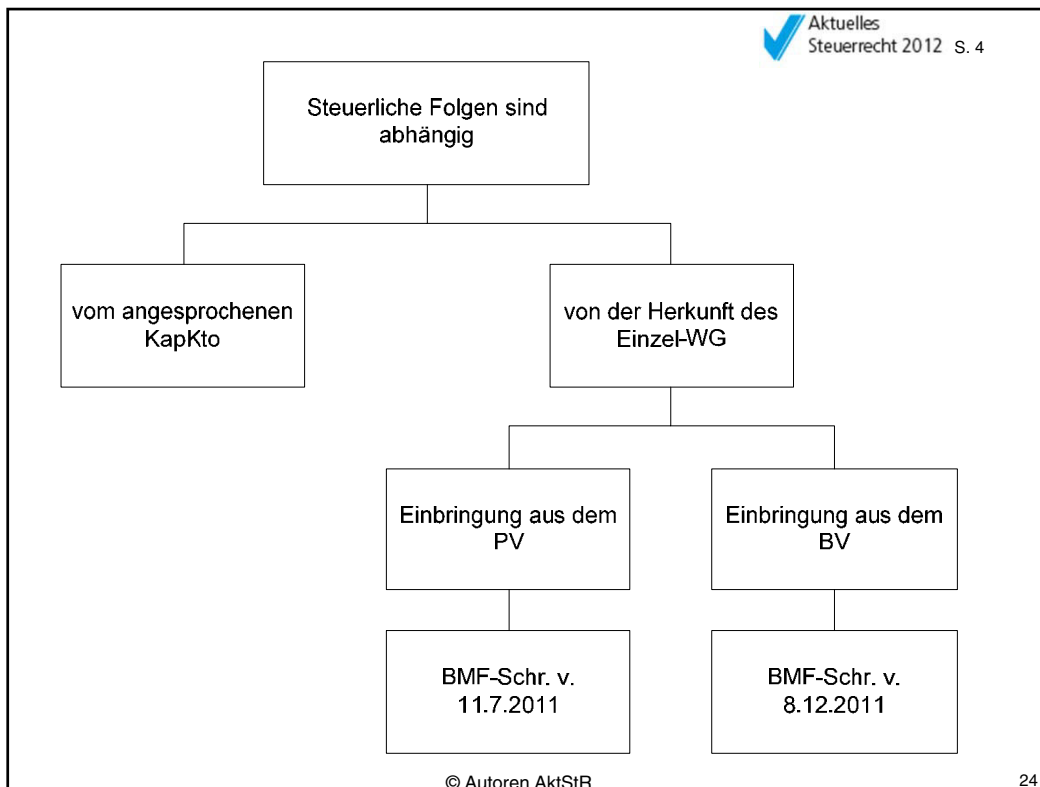 Aktuelles
Steuerrecht 2012 S. 4
Steuerliche Folgen sind
abhängig
vom angesprochenen
KapKto
von der Herkunft des
Einzel-WG
Einbringung aus dem
PV
Einbringung aus dem
BV
BMF-Schr. v.
11.7.2011
BMF-Schr. v.
8.12.2011
© Autoren AktStR
24